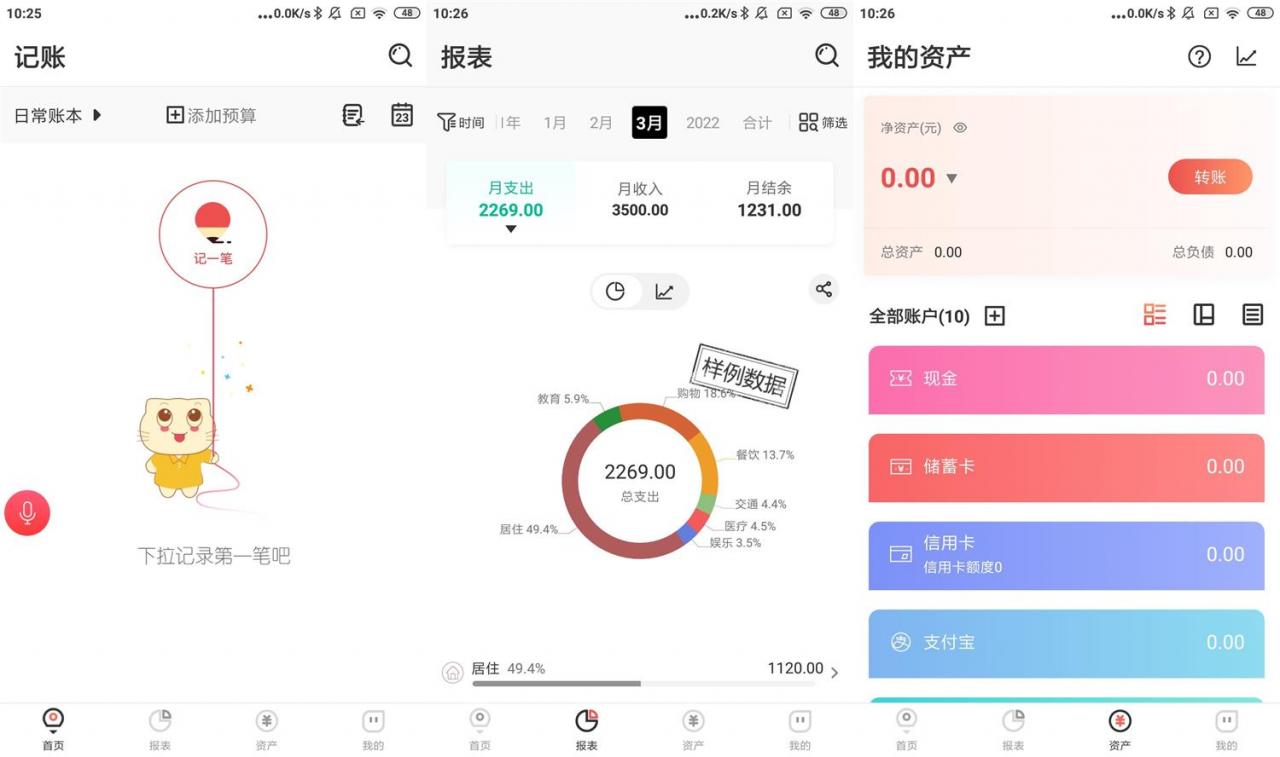 10:25
...0.0K/s
48
记账
日常账本
添加预算
23
记一笔
下拉记录第一笔吧
首页
报表
资产
我的
10:26
...0.2K/s
48
报表
时间
年
1月
2月
3月
2022
合计
筛选
月支出
2269.00
月收入
3500.00
月结余
1231.00
样例数据
教育 5.9%
购物 18.6%
餐饮 13.7%
交通 4.4%
医疗 4.5%
娱乐 3.5%
居住 49.4%
2269.00
总支出
居住 49.4%
1120.00
首页
报表
资产
我的
10:26
...0.0K/s
48
我的资产
净资产(元)
0.00
转账
总资产 0.00
总负债 0.00
全部账户(10)
现金
0.00
储蓄卡
0.00
信用卡
信用卡额度0
0.00
支付宝
0.00
首页
报表
资产
我的